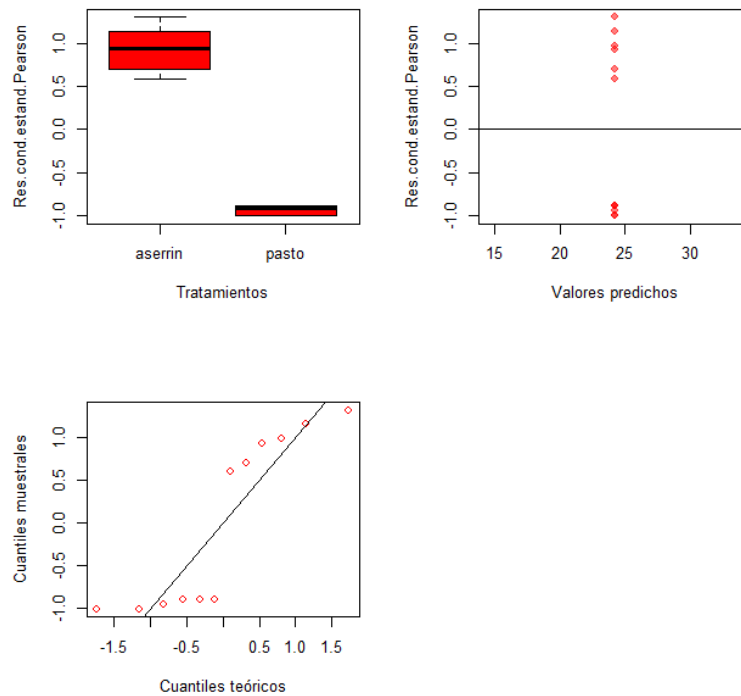 Res.cond.estand.Pearson
1.0
0.5
0.0
-0.5
-1.0
aserrin pasto
Tratamientos
Res.cond.estand.Pearson
1.0
0.5
0.0
-0.5
-1.0
15 20 25 30
Valores predichos
Cuantiles muestrales
1.0
0.5
0.0
-0.5
-1.0
-1.5 -0.5 0.5 1.0 1.5
Cuantiles teóricos